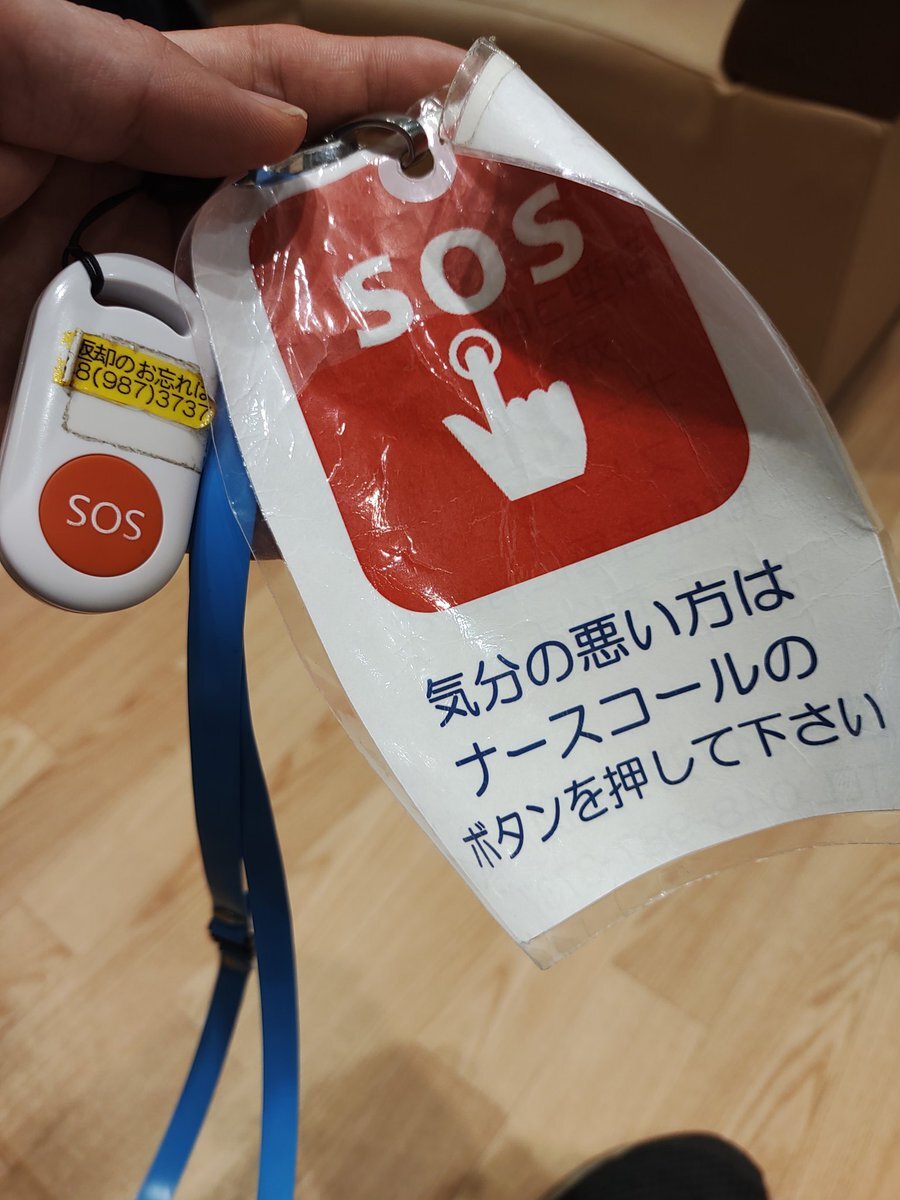 SOS
気分の悪い方は
ナースコールの
ボタンを押して下さい
返却のお忘れは
8(987)3737
SOS